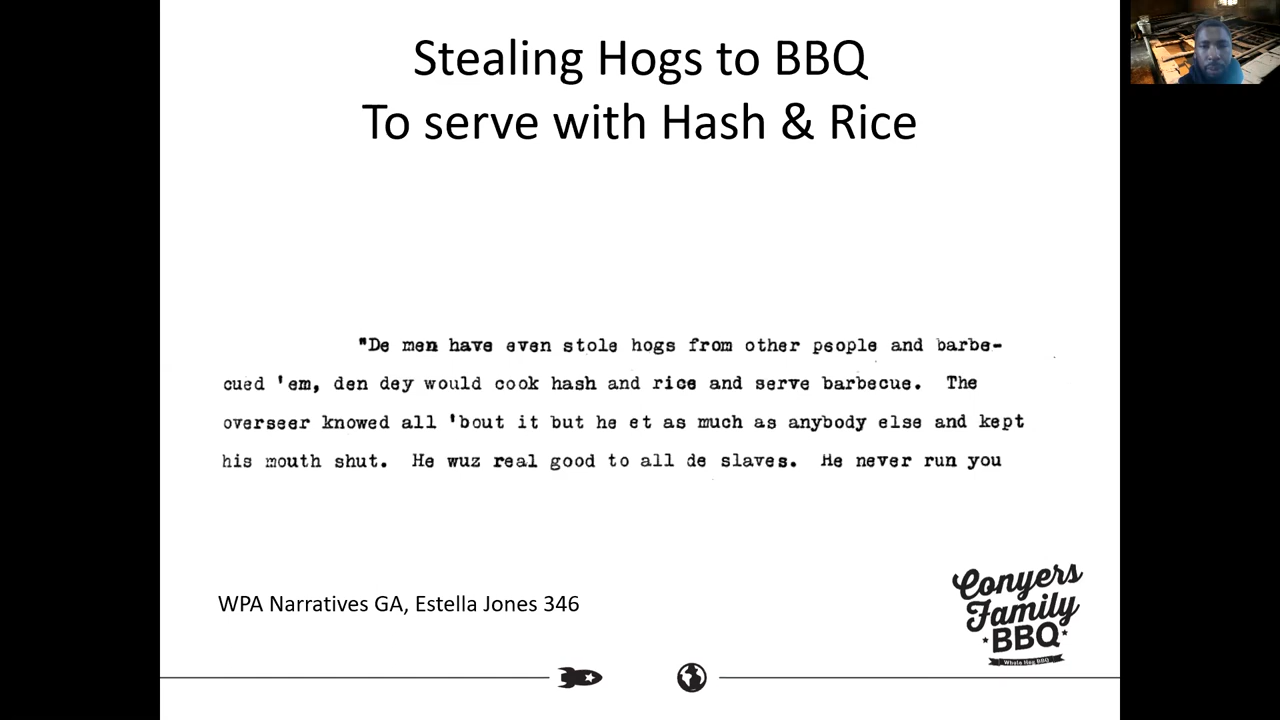 Stealing Hogs to BBQ
To serve with Hash & Rice
"De men have even stole hogs from other people and barbe-
cued 'em, den dey would cook hash and rice and serve barbecue. The
overseer knowed all 'bout it but he et as much as anybody else and kept
his mouth shut. He wuz real good to all de slaves. He never run you
WPA Narratives GA, Estella Jones 346
Conyers
Family
BBQ
Whole Hog BBQ